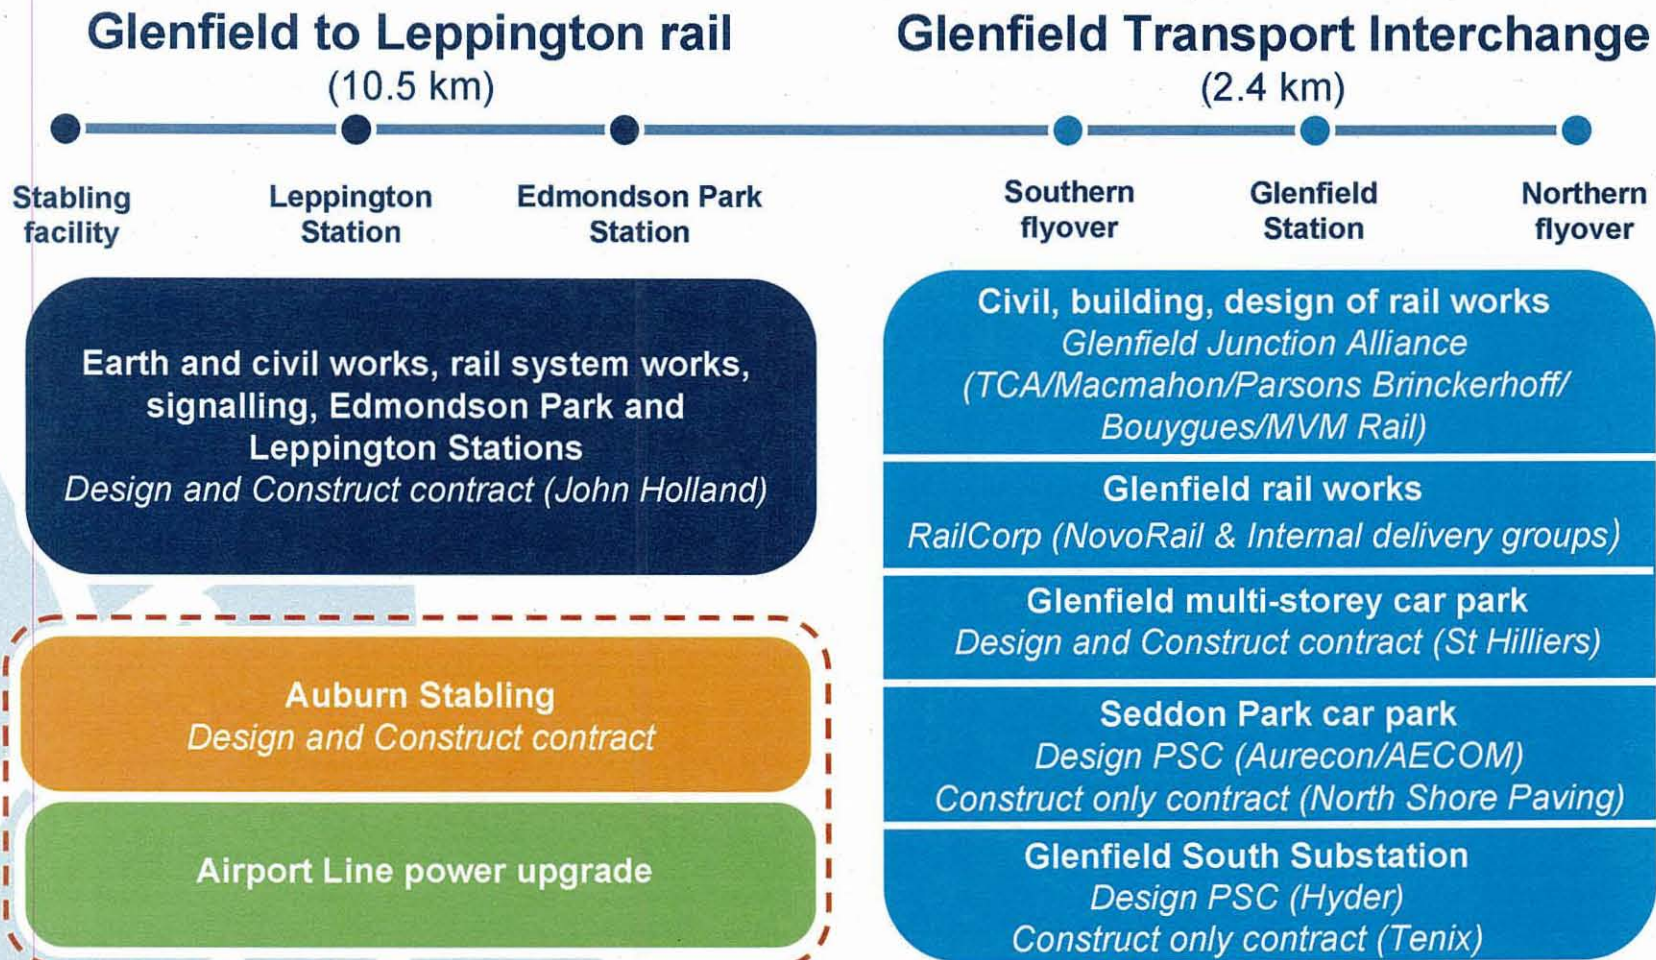 Glenfield to Leppington rail
(10.5 km)
Stabling
facility
Leppington
Station
Edmondson Park
Station
Earth and civil works, rail system works,
signalling, Edmondson Park and
Leppington Stations
Design and Construct contract (John Holland)
Auburn Stabling
Design and Construct contract
Airport Line power upgrade
Glenfield Transport Interchange
(2.4 km)
Southern
flyover
Glenfield
Station
Northern
flyover
Civil, building, design of rail works
Glenfield Junction Alliance
(TCA/Macmahon/Parsons Brinckerhoff/
Bouygues/MVM Rail)
Glenfield rail works
RailCorp (NovoRail & Internal delivery groups)
Glenfield multi-storey car park
Design and Construct contract (St Hilliers)
Seddon Park car park
Design PSC (Aurecon/AECOM)
Construct only contract (North Shore Paving)
Glenfield South Substation
Design PSC (Hyder)
Construct only contract (Tenix)